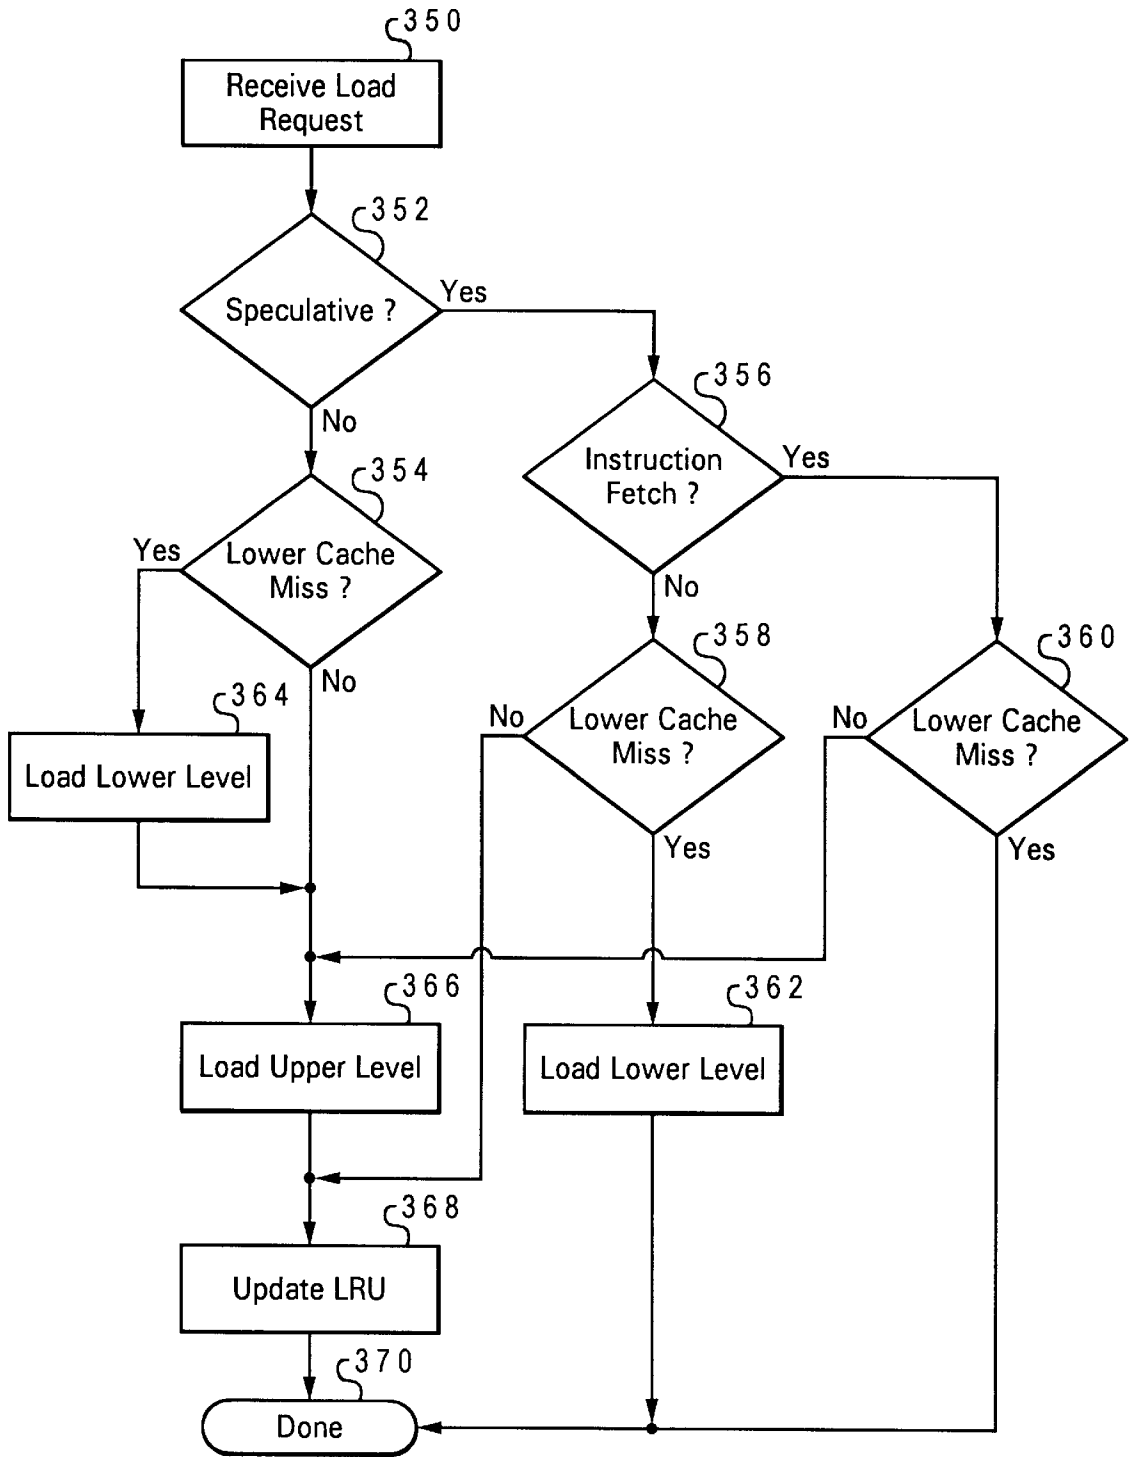 350
Receive Load
Request
352
Speculative ?
Yes
No
356
Instruction
Fetch ?
Yes
No
354
Lower Cache
Miss ?
Yes
No
358
Lower Cache
Miss ?
No
Yes
360
Lower Cache
Miss ?
No
Yes
364
Load Lower Level
366
Load Upper Level
362
Load Lower Level
368
Update LRU
370
Done